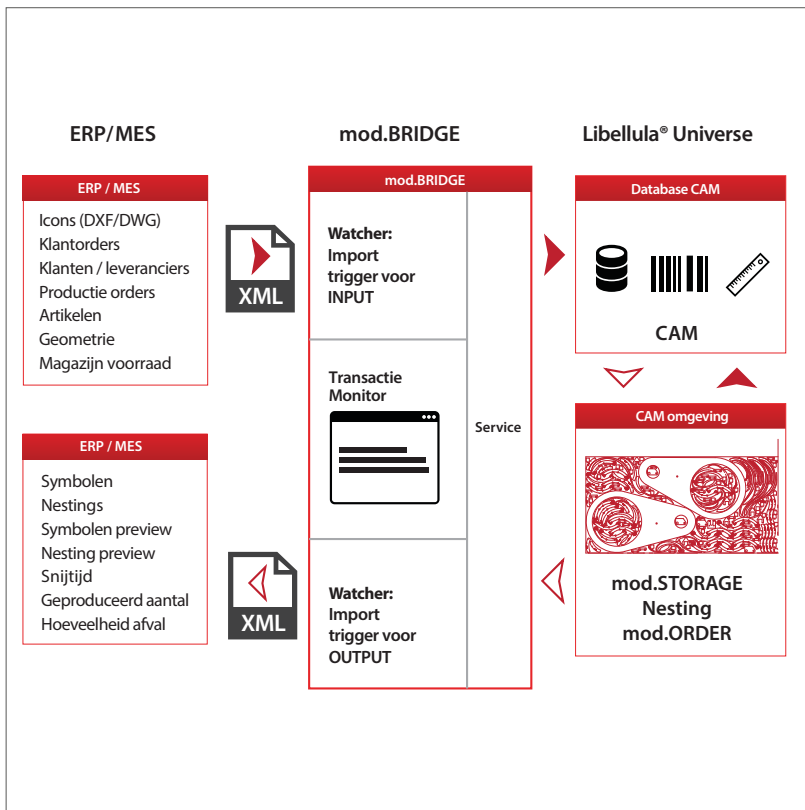 ERP/MES
mod.BRIDGE
Libellula® Universe
ERP / MES
Icons (DXF/DWG)
Klantorders
Klanten / leveranciers
Productie orders
Artikelen
Geometrie
Magazijn voorraad
XML
mod.BRIDGE
Watcher:
Import
trigger voor
INPUT
Transactie
Monitor
Service
Watcher:
Import
trigger voor
OUTPUT
Database CAM
CAM
CAM omgeving
mod.STORAGE
Nesting
mod.ORDER
ERP / MES
Symbolen
Nestings
Symbolen preview
Nesting preview
Snijtijd
Geproduceerd aantal
Hoeveelheid afval
XML